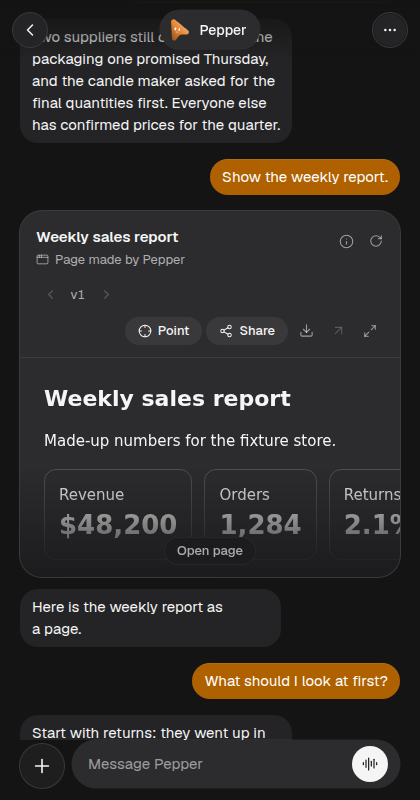 two suppliers still
Pepper
packaging one promised Thursday,
and the candle maker asked for the
final quantities first. Everyone else
has confirmed prices for the quarter.
Show the weekly report.
Weekly sales report
Page made by Pepper
v1
Point
Share
Weekly sales report
Made-up numbers for the fixture store.
Revenue
Orders
Returns
$48,200
1,284
2.1%
Open page
Here is the weekly report as
a page.
What should I look at first?
Start with returns: they went up in
Message Pepper